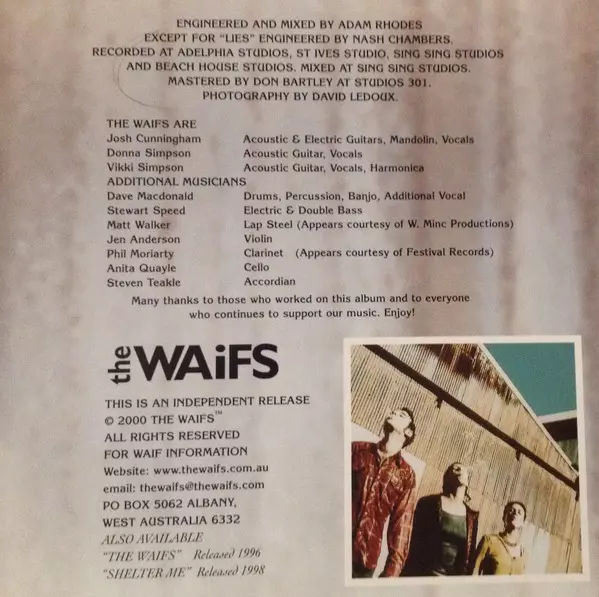 ENGINEERED AND MIXED BY ADAM RHODES
EXCEPT FOR "LIES" ENGINEERED BY NASH CHAMBERS.
RECORDED AT ADELPHIA STUDIOS, ST IVES STUDIO, SING SING STUDIOS
AND BEACH HOUSE STUDIOS. MIXED AT SING SING STUDIOS.
MASTERED BY DON BARTLEY AT STUDIOS 301.
PHOTOGRAPHY BY DAVID LEDOUX.
THE WAIFS ARE
Josh Cunningham Acoustic & Electric Guitars, Mandolin, Vocals
Donna Simpson Acoustic Guitar, Vocals
Vikki Simpson Acoustic Guitar, Vocals, Harmonica
ADDITIONAL MUSICIANS
Dave Macdonald Drums, Percussion, Banjo, Additional Vocal
Stewart Speed Electric & Double Bass
Matt Walker Lap Steel (Appears courtesy of W. Minc Productions)
Jen Anderson Violin
Phil Moriarty Clarinet (Appears courtesy of Festival Records)
Anita Quayle Cello
Steven Teakle Accordian
Many thanks to those who worked on this album and to everyone
who continues to support our music. Enjoy!
the WAiFS
THIS IS AN INDEPENDENT RELEASE
© 2000 THE WAIFS™
ALL RIGHTS RESERVED
FOR WAIF INFORMATION
Website: www.thewaifs.com.au
email: thewaifs@thewaifs.com
PO BOX 5062 ALBANY,
WEST AUSTRALIA 6332
ALSO AVAILABLE
"THE WAIFS" Released 1996
"SHELTER ME" Released 1998